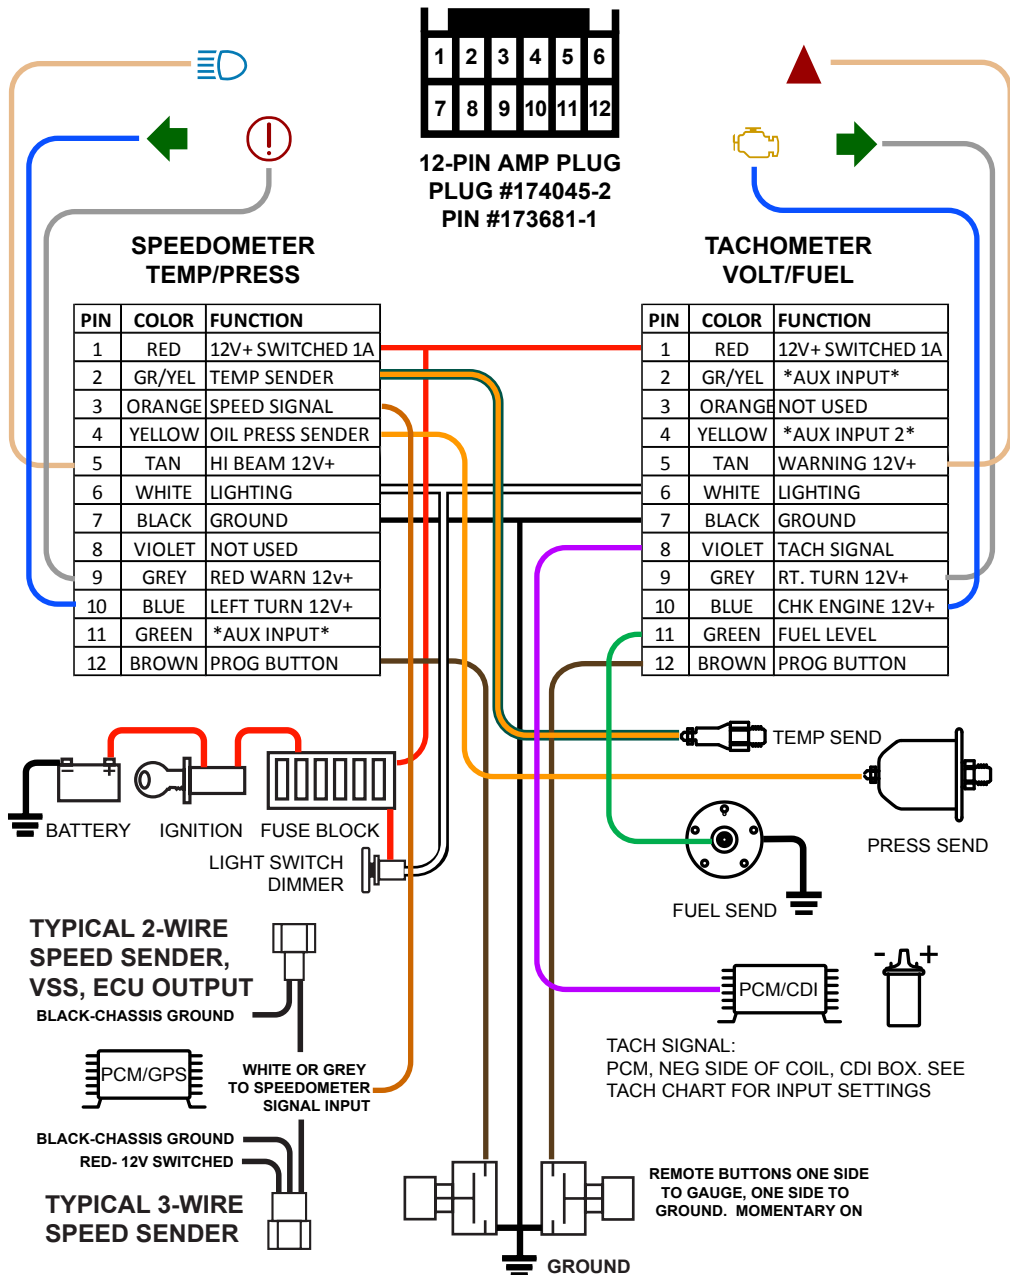 1 2 3 4 5 6
7 8 9 10 11 12
12-PIN AMP PLUG
PLUG #174045-2
PIN #173681-1
SPEEDOMETER
TEMP/PRESS
PIN COLOR FUNCTION
1 RED 12V+ SWITCHED 1A
2 GR/YEL TEMP SENDER
3 ORANGE SPEED SIGNAL
4 YELLOW OIL PRESS SENDER
5 TAN HI BEAM 12V+
6 WHITE LIGHTING
7 BLACK GROUND
8 VIOLET NOT USED
9 GREY RED WARN 12v+
10 BLUE LEFT TURN 12V+
11 GREEN *AUX INPUT*
12 BROWN PROG BUTTON
TACHOMETER
VOLT/FUEL
PIN COLOR FUNCTION
1 RED 12V+ SWITCHED 1A
2 GR/YEL *AUX INPUT*
3 ORANGE NOT USED
4 YELLOW *AUX INPUT 2*
5 TAN WARNING 12V+
6 WHITE LIGHTING
7 BLACK GROUND
8 VIOLET TACH SIGNAL
9 GREY RT. TURN 12V+
10 BLUE CHK ENGINE 12V+
11 GREEN FUEL LEVEL
12 BROWN PROG BUTTON
- +
BATTERY
IGNITION
FUSE BLOCK
LIGHT SWITCH
DIMMER
TEMP SEND
PRESS SEND
FUEL SEND
TYPICAL 2-WIRE
SPEED SENDER,
VSS, ECU OUTPUT
BLACK-CHASSIS GROUND
PCM/GPS
WHITE OR GREY
TO SPEEDOMETER
SIGNAL INPUT
BLACK-CHASSIS GROUND
RED- 12V SWITCHED
TYPICAL 3-WIRE
SPEED SENDER
PCM/CDI
- +
TACH SIGNAL:
PCM, NEG SIDE OF COIL, CDI BOX. SEE
TACH CHART FOR INPUT SETTINGS
REMOTE BUTTONS ONE SIDE
TO GAUGE, ONE SIDE TO
GROUND. MOMENTARY ON
GROUND